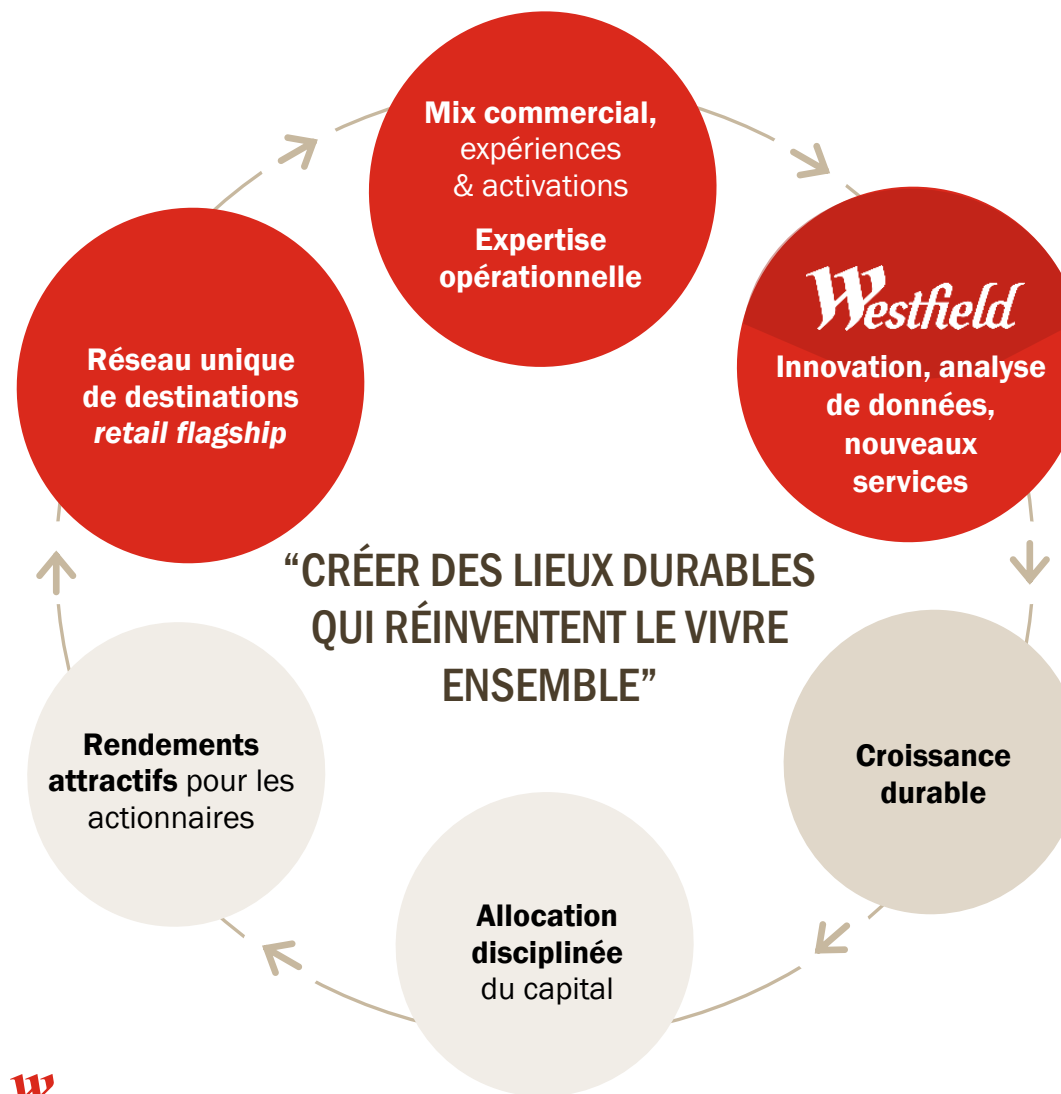 Mix commercial,
expériences
& activations
Expertise
opérationnelle
Westfield
Innovation, analyse
de données,
nouveaux
services
Réseau unique
de destinations
retail flagship
“CRÉER DES LIEUX DURABLES
QUI RÉINVENTENT LE VIVRE
ENSEMBLE”
Rendements
attractifs pour les
actionnaires
Croissance
durable
Allocation
disciplinée
du capital
W